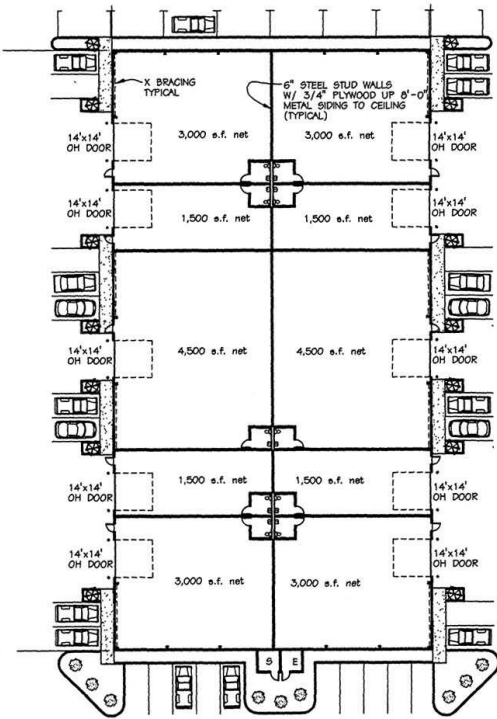 X BRACING
TYPICAL
6" STEEL STUD WALLS
W/ 3/4" PLYWOOD UP 8'-0"
METAL SIDING TO CEILING
(TYPICAL)
14'x14'
OH DOOR
3,000 s.f. net
3,000 s.f. net
14'x14'
OH DOOR
14'x14'
OH DOOR
1,500 s.f. net
1,500 s.f. net
14'x14'
OH DOOR
14'x14'
OH DOOR
4,500 s.f. net
4,500 s.f. net
14'x14'
OH DOOR
14'x14'
OH DOOR
1,500 s.f. net
1,500 s.f. net
14'x14'
OH DOOR
14'x14'
OH DOOR
3,000 s.f. net
3,000 s.f. net
14'x14'
OH DOOR
S
E